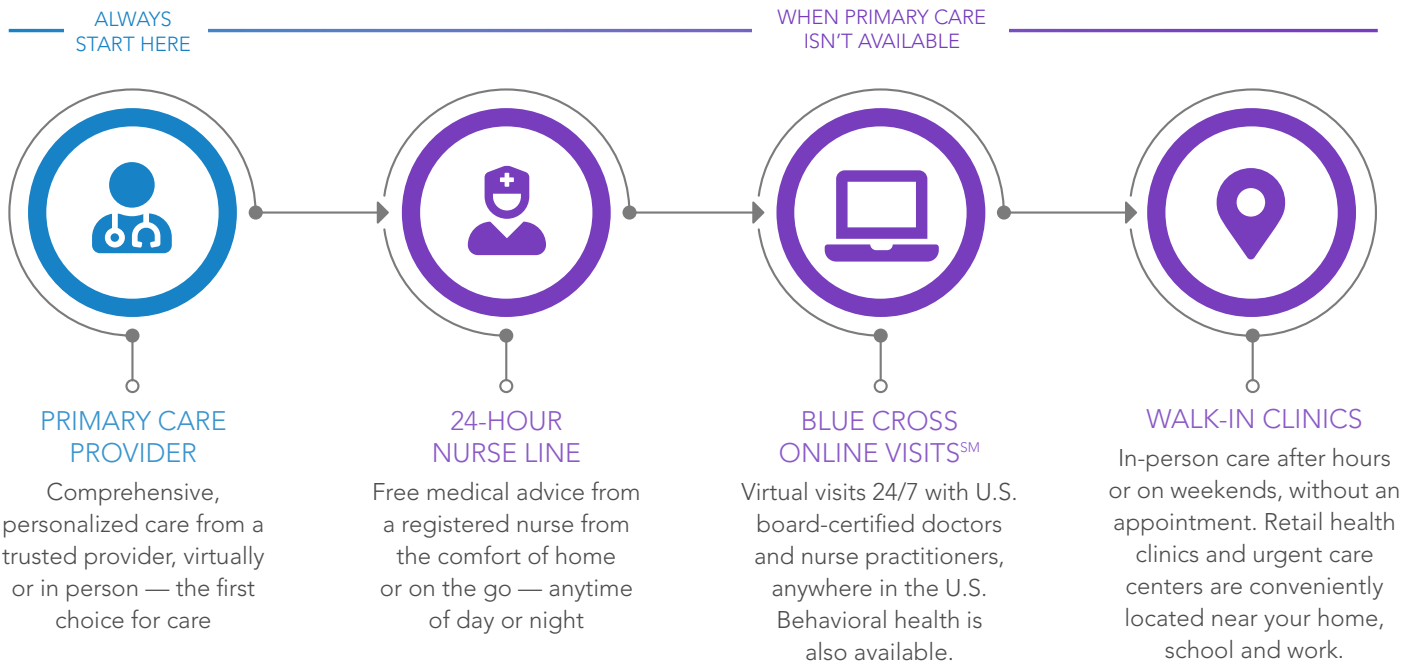 ALWAYS
START HERE
WHEN PRIMARY CARE
ISN’T AVAILABLE
PRIMARY CARE
PROVIDER
Comprehensive,
personalized care from a
trusted provider, virtually
or in person — the first
choice for care
24-HOUR
NURSE LINE
Free medical advice from
a registered nurse from
the comfort of home
or on the go — anytime
of day or night
BLUE CROSS
ONLINE VISITS℠
Virtual visits 24/7 with U.S.
board-certified doctors
and nurse practitioners,
anywhere in the U.S.
Behavioral health is
also available.
WALK-IN CLINICS
In-person care after hours
or on weekends, without an
appointment. Retail health
clinics and urgent care
centers are conveniently
located near your home,
school and work.